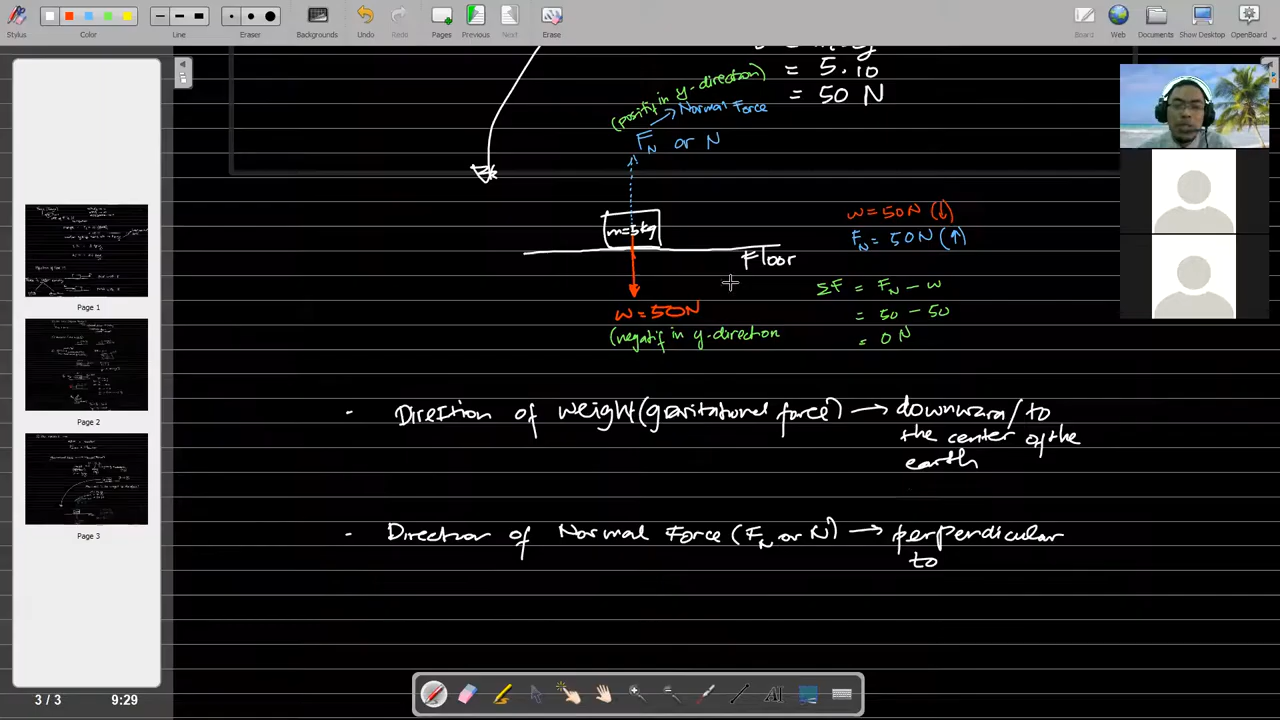 Stylus
Color
Line
Eraser
Backgrounds
Undo
Redo
Pages
Previous
Next
Erase
Board
Web
Documents
Show Desktop
OpenBoard
= 5.10
= 50 N
(positif in y-direction)
Normal Force
F_N or N
m=5kg
Floor
w=50N
(negatif in y-direction
w=50N (↓)
F_N = 50N (↑)
ΣF = F_N - w
= 50 - 50
= 0 N
- Direction of weight (gravitational force) → downward/to
the center of the
earth
- Direction of Normal Force (F_N or N) → perpendicular
to
Page 1
Page 2
Page 3
3 / 3
9:29